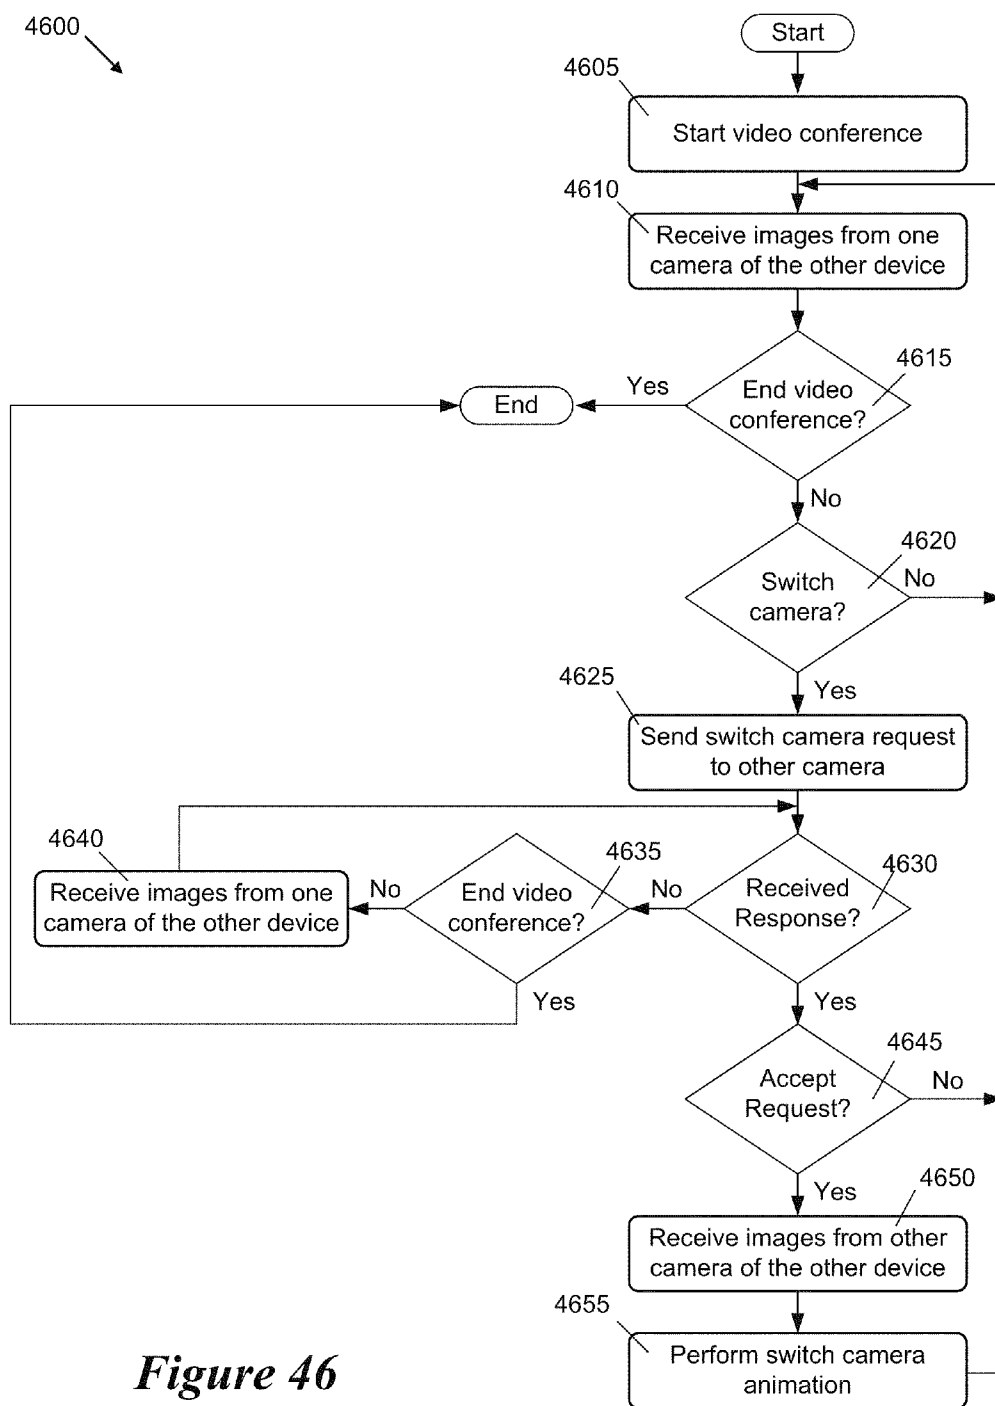 4600
Start
4605
Start video conference
4610
Receive images from one
camera of the other device
4615
End video
conference?
Yes
End
No
4620
Switch
camera?
No
Yes
4625
Send switch camera request
to other camera
4640
Receive images from one
camera of the other device
No
4635
End video
conference?
Yes
No
4630
Received
Response?
Yes
4645
Accept
Request?
No
Yes
4650
Receive images from other
camera of the other device
4655
Perform switch camera
animation
Figure 46